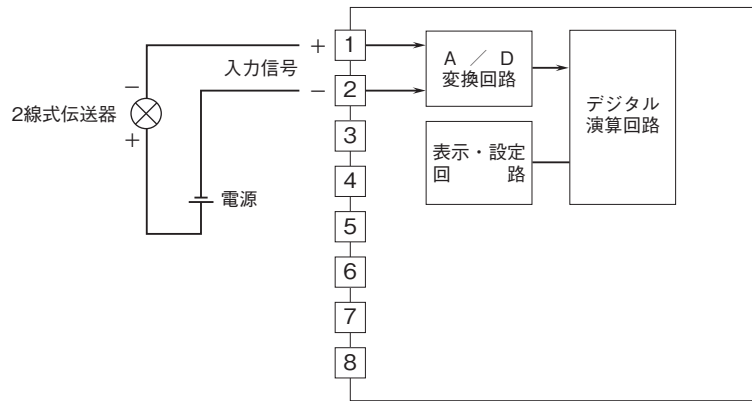 +
1
A / D
変換回路
入力信号
−
2
−
2線式伝送器
+
デジタル
演算回路
3
表示・設定
回 路
4
電源
5
6
7
8